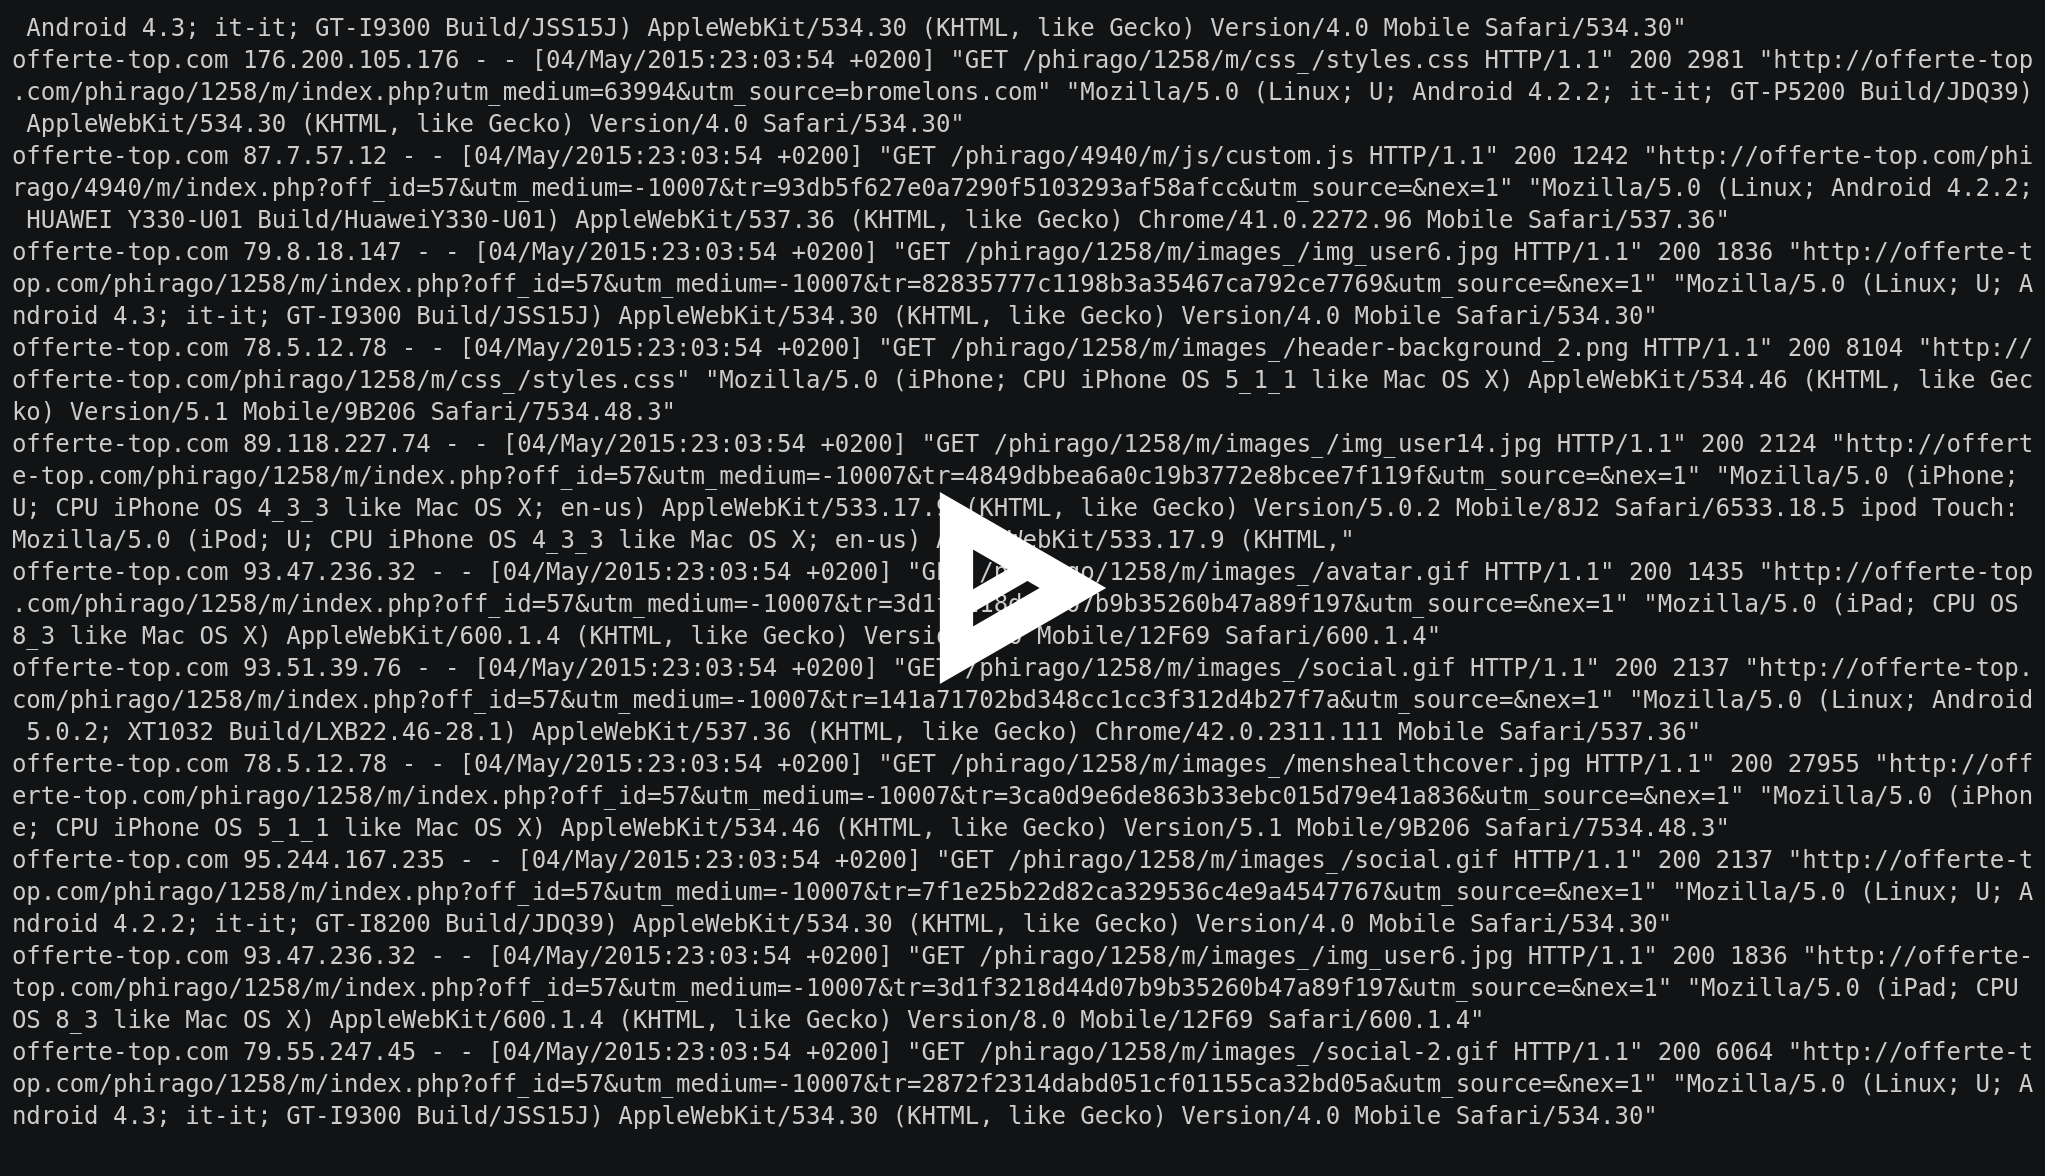 Android 4.3; it-it; GT-I9300 Build/JSS15J) AppleWebKit/534.30 (KHTML, like Gecko) Version/4.0 Mobile Safari/534.30"
offerte-top.com 176.200.105.176 - - [04/May/2015:23:03:54 +0200] "GET /phirago/1258/m/css_/styles.css HTTP/1.1" 200 2981 "http://offerte-top
.com/phirago/1258/m/index.php?utm_medium=63994&utm_source=bromelons.com" "Mozilla/5.0 (Linux; U; Android 4.2.2; it-it; GT-P5200 Build/JDQ39)
AppleWebKit/534.30 (KHTML, like Gecko) Version/4.0 Safari/534.30"
offerte-top.com 87.7.57.12 - - [04/May/2015:23:03:54 +0200] "GET /phirago/4940/m/js/custom.js HTTP/1.1" 200 1242 "http://offerte-top.com/phi
rago/4940/m/index.php?off_id=57&utm_medium=-10007&tr=93db5f627e0a7290f5103293af58afcc&utm_source=&nex=1" "Mozilla/5.0 (Linux; Android 4.2.2;
HUAWEI Y330-U01 Build/HuaweiY330-U01) AppleWebKit/537.36 (KHTML, like Gecko) Chrome/41.0.2272.96 Mobile Safari/537.36"
offerte-top.com 79.8.18.147 - - [04/May/2015:23:03:54 +0200] "GET /phirago/1258/m/images_/img_user6.jpg HTTP/1.1" 200 1836 "http://offerte-t
op.com/phirago/1258/m/index.php?off_id=57&utm_medium=-10007&tr=82835777c1198b3a35467ca792ce7769&utm_source=&nex=1" "Mozilla/5.0 (Linux; U; A
ndroid 4.3; it-it; GT-I9300 Build/JSS15J) AppleWebKit/534.30 (KHTML, like Gecko) Version/4.0 Mobile Safari/534.30"
offerte-top.com 78.5.12.78 - - [04/May/2015:23:03:54 +0200] "GET /phirago/1258/m/images_/header-background_2.png HTTP/1.1" 200 8104 "http://
offerte-top.com/phirago/1258/m/css_/styles.css" "Mozilla/5.0 (iPhone; CPU iPhone OS 5_1_1 like Mac OS X) AppleWebKit/534.46 (KHTML, like Gec
ko) Version/5.1 Mobile/9B206 Safari/7534.48.3"
offerte-top.com 89.118.227.74 - - [04/May/2015:23:03:54 +0200] "GET /phirago/1258/m/images_/img_user14.jpg HTTP/1.1" 200 2124 "http://offert
e-top.com/phirago/1258/m/index.php?off_id=57&utm_medium=-10007&tr=4849dbbea6a0c19b3772e8bcee7f119f&utm_source=&nex=1" "Mozilla/5.0 (iPhone;
U; CPU iPhone OS 4_3_3 like Mac OS X; en-us) AppleWebKit/533.17.9 (KHTML, like Gecko) Version/5.0.2 Mobile/8J2 Safari/6533.18.5 ipod Touch:
Mozilla/5.0 (iPod; U; CPU iPhone OS 4_3_3 like Mac OS X; en-us) AppleWebKit/533.17.9 (KHTML,"
offerte-top.com 93.47.236.32 - - [04/May/2015:23:03:54 +0200] "GET /phirago/1258/m/images_/avatar.gif HTTP/1.1" 200 1435 "http://offerte-top
.com/phirago/1258/m/index.php?off_id=57&utm_medium=-10007&tr=3d1f3218d44d07b9b35260b47a89f197&utm_source=&nex=1" "Mozilla/5.0 (iPad; CPU OS
8_3 like Mac OS X) AppleWebKit/600.1.4 (KHTML, like Gecko) Version/8.0 Mobile/12F69 Safari/600.1.4"
offerte-top.com 93.51.39.76 - - [04/May/2015:23:03:54 +0200] "GET /phirago/1258/m/images_/social.gif HTTP/1.1" 200 2137 "http://offerte-top.
com/phirago/1258/m/index.php?off_id=57&utm_medium=-10007&tr=141a71702bd348cc1cc3f312d4b27f7a&utm_source=&nex=1" "Mozilla/5.0 (Linux; Android
5.0.2; XT1032 Build/LXB22.46-28.1) AppleWebKit/537.36 (KHTML, like Gecko) Chrome/42.0.2311.111 Mobile Safari/537.36"
offerte-top.com 78.5.12.78 - - [04/May/2015:23:03:54 +0200] "GET /phirago/1258/m/images_/menshealthcover.jpg HTTP/1.1" 200 27955 "http://off
erte-top.com/phirago/1258/m/index.php?off_id=57&utm_medium=-10007&tr=3ca0d9e6de863b33ebc015d79e41a836&utm_source=&nex=1" "Mozilla/5.0 (iPhon
e; CPU iPhone OS 5_1_1 like Mac OS X) AppleWebKit/534.46 (KHTML, like Gecko) Version/5.1 Mobile/9B206 Safari/7534.48.3"
offerte-top.com 95.244.167.235 - - [04/May/2015:23:03:54 +0200] "GET /phirago/1258/m/images_/social.gif HTTP/1.1" 200 2137 "http://offerte-t
op.com/phirago/1258/m/index.php?off_id=57&utm_medium=-10007&tr=7f1e25b22d82ca329536c4e9a4547767&utm_source=&nex=1" "Mozilla/5.0 (Linux; U; A
ndroid 4.2.2; it-it; GT-I8200 Build/JDQ39) AppleWebKit/534.30 (KHTML, like Gecko) Version/4.0 Mobile Safari/534.30"
offerte-top.com 93.47.236.32 - - [04/May/2015:23:03:54 +0200] "GET /phirago/1258/m/images_/img_user6.jpg HTTP/1.1" 200 1836 "http://offerte-
top.com/phirago/1258/m/index.php?off_id=57&utm_medium=-10007&tr=3d1f3218d44d07b9b35260b47a89f197&utm_source=&nex=1" "Mozilla/5.0 (iPad; CPU
OS 8_3 like Mac OS X) AppleWebKit/600.1.4 (KHTML, like Gecko) Version/8.0 Mobile/12F69 Safari/600.1.4"
offerte-top.com 79.55.247.45 - - [04/May/2015:23:03:54 +0200] "GET /phirago/1258/m/images_/social-2.gif HTTP/1.1" 200 6064 "http://offerte-t
op.com/phirago/1258/m/index.php?off_id=57&utm_medium=-10007&tr=2872f2314dabd051cf01155ca32bd05a&utm_source=&nex=1" "Mozilla/5.0 (Linux; U; A
ndroid 4.3; it-it; GT-I9300 Build/JSS15J) AppleWebKit/534.30 (KHTML, like Gecko) Version/4.0 Mobile Safari/534.30"